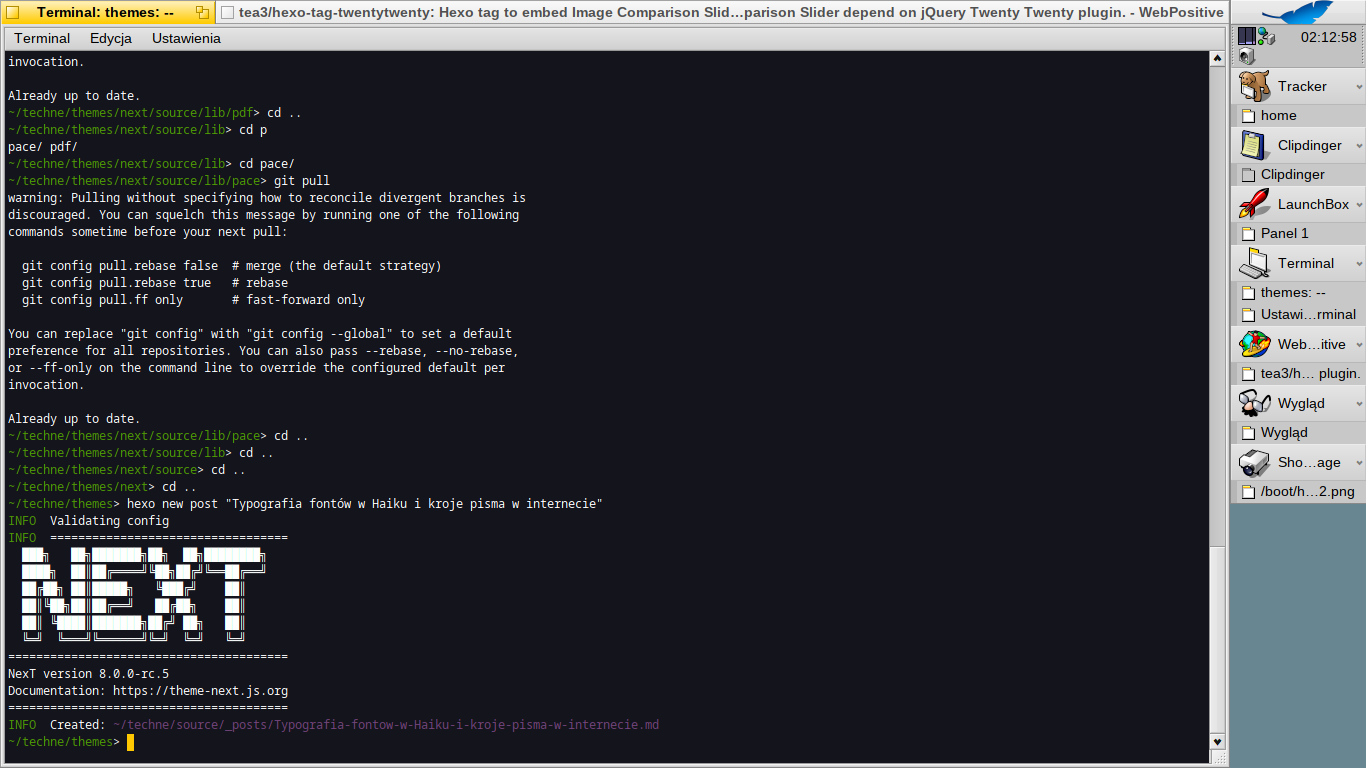 Terminal: themes: --
tea3/hexo-tag-twentytwenty: Hexo tag to embed Image Comparison Slid…parison Slider depend on jQuery Twenty Twenty plugin. - WebPositive
Terminal Edycja Ustawienia
invocation.
Already up to date.
~/techne/themes/next/source/lib/pdf> cd ..
~/techne/themes/next/source/lib> cd p
pace/ pdf/
~/techne/themes/next/source/lib> cd pace/
~/techne/themes/next/source/lib/pace> git pull
warning: Pulling without specifying how to reconcile divergent branches is
discouraged. You can squelch this message by running one of the following
commands sometime before your next pull:
git config pull.rebase false  # merge (the default strategy)
git config pull.rebase true   # rebase
git config pull.ff only       # fast-forward only
You can replace "git config" with "git config --global" to set a default
preference for all repositories. You can also pass --rebase, --no-rebase,
or --ff-only on the command line to override the configured default per
invocation.
Already up to date.
~/techne/themes/next/source/lib/pace> cd ..
~/techne/themes/next/source/lib> cd ..
~/techne/themes/next/source> cd ..
~/techne/themes/next> cd ..
~/techne/themes> hexo new post "Typografia fontów w Haiku i kroje pisma w internecie"
INFO  Validating config
INFO  ==================================
NEXT
========================================
NexT version 8.0.0-rc.5
Documentation: https://theme-next.js.org
========================================
INFO  Created: ~/techne/source/_posts/Typografia-fontow-w-Haiku-i-kroje-pisma-w-internecie.md
~/techne/themes>
02:12:58
Tracker
home
Clipdinger
Clipdinger
LaunchBox
Panel 1
Terminal
themes: --
Ustawi…rminal
Web…itive
tea3/h… plugin.
Wygląd
Wygląd
Sho…age
/boot/h…2.png